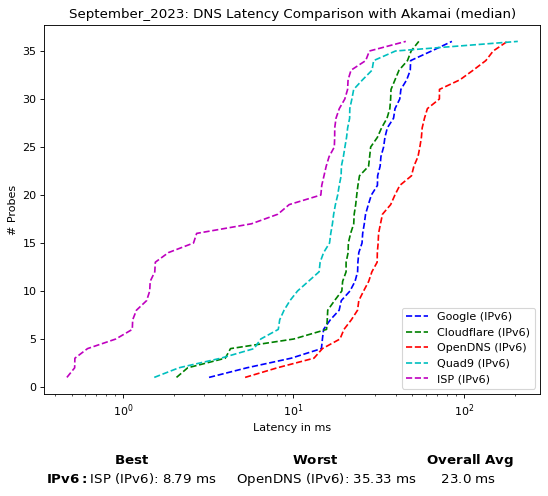 September_2023: DNS Latency Comparison with Akamai (median)
# Probes
35
30
25
20
15
10
5
0
10⁰ 10¹ 10²
Latency in ms
Google (IPv6)
Cloudflare (IPv6)
OpenDNS (IPv6)
Quad9 (IPv6)
ISP (IPv6)
Best Worst Overall Avg
IPv6: ISP (IPv6): 8.79 ms OpenDNS (IPv6): 35.33 ms 23.0 ms